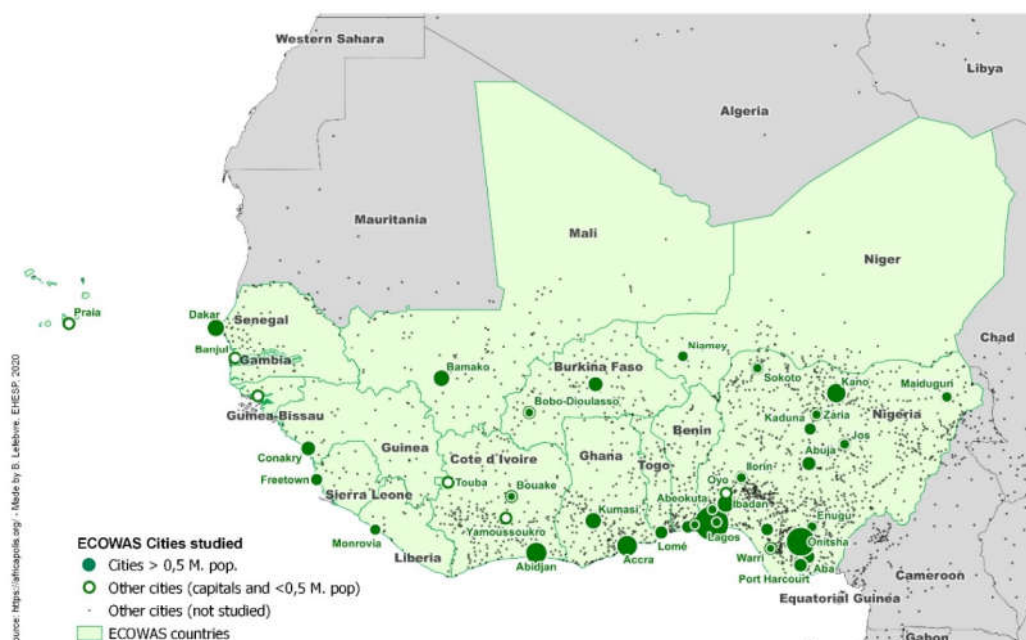 Western Sahara
Libya
Algeria
Mauritania
Mali
Niger
Praia
Dakar
Senegal
Chad
Banjul
Gambia
Niamey
Bamako
Burkina Faso
Sokoto
Kano
Maiduguri
Bobo-Dioulasso
Kaduna
Zaria
Nigeria
Guinea-Bissau
Benin
Guinea
Cote d'Ivoire
Ghana
Togo
Abuja
Jos
Conakry
Ilorin
Freetown
Touba
Bouake
Oyo
Sierra Leone
Abeokuta
Ibadan
Kumasi
Enugu
Yamoussoukro
Lagos
Onitsha
Monrovia
Liberia
Abidjan
Accra
Lomé
Warri
Aba
Port Harcourt
Cameroon
Equatorial Guinea
Gabon
ECOWAS Cities studied
Cities > 0,5 M. pop.
Other cities (capitals and <0,5 M. pop)
Other cities (not studied)
ECOWAS countries
ource: https://africapolis.org/ - Made by B. Lefebvre, EHESP, 2020